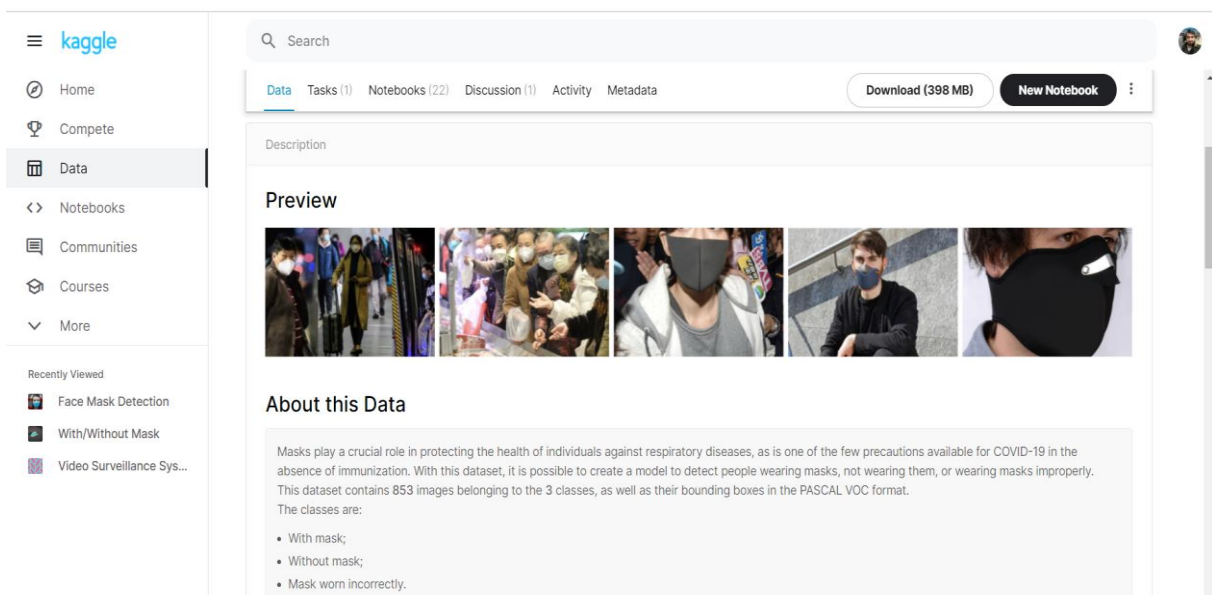 kaggle
Search
Home
Compete
Data
Notebooks
Communities
Courses
More
Recently Viewed
Face Mask Detection
With/Without Mask
Video Surveillance Sys...
Data Tasks (1) Notebooks (22) Discussion (1) Activity Metadata Download (398 MB) New Notebook
Description
Preview
About this Data
Masks play a crucial role in protecting the health of individuals against respiratory diseases, as is one of the few precautions available for COVID-19 in the
absence of immunization. With this dataset, it is possible to create a model to detect people wearing masks, not wearing them, or wearing masks improperly.
This dataset contains 853 images belonging to the 3 classes, as well as their bounding boxes in the PASCAL VOC format.
The classes are:
• With mask;
• Without mask;
• Mask worn incorrectly.